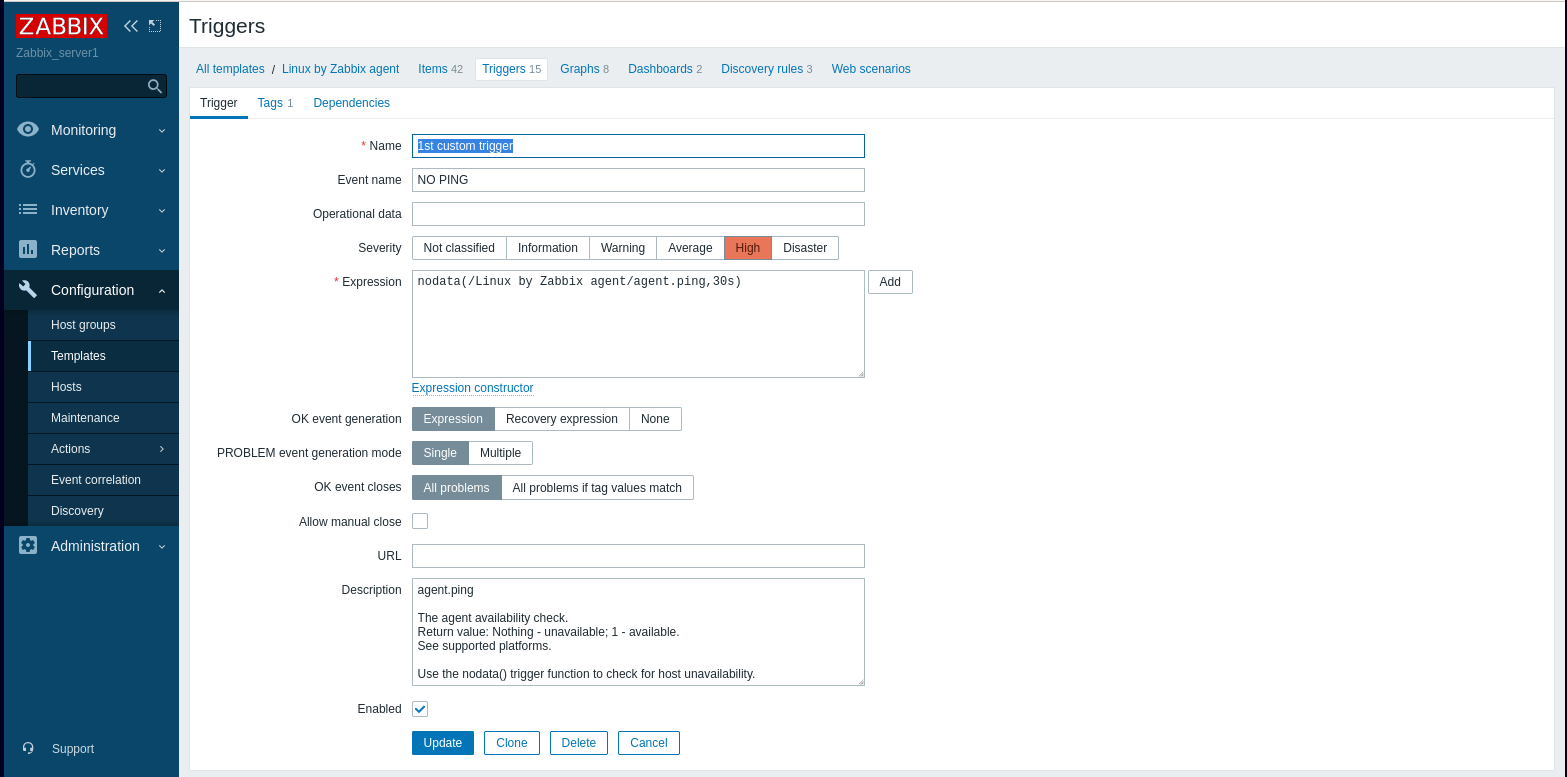 ZABBIX
Zabbix_server1
Monitoring
Services
Inventory
Reports
Configuration
Host groups
Templates
Hosts
Maintenance
Actions
Event correlation
Discovery
Administration
Support
Triggers
All templates / Linux by Zabbix agent Items 42 Triggers 15 Graphs 8 Dashboards 2 Discovery rules 3 Web scenarios
Trigger Tags 1 Dependencies
* Name 1st custom trigger
Event name NO PING
Operational data
Severity Not classified Information Warning Average High Disaster
* Expression nodata(/Linux by Zabbix agent/agent.ping,30s) Add
Expression constructor
OK event generation Expression Recovery expression None
PROBLEM event generation mode Single Multiple
OK event closes All problems All problems if tag values match
Allow manual close
URL
Description agent.ping
The agent availability check.
Return value: Nothing - unavailable; 1 - available.
See supported platforms.
Use the nodata() trigger function to check for host unavailability.
Enabled
Update Clone Delete Cancel